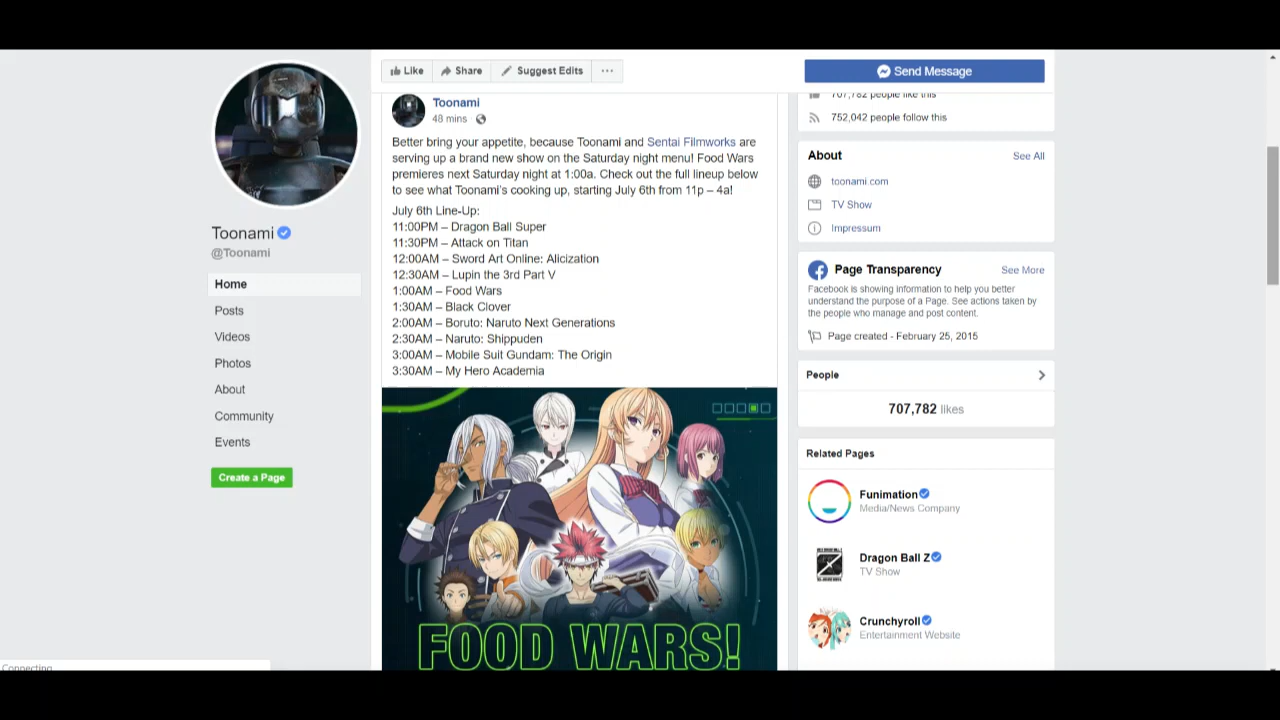 Like
Share
Suggest Edits
Send Message
Toonami
48 mins
Better bring your appetite, because Toonami and Sentai Filmworks are
serving up a brand new show on the Saturday night menu! Food Wars
premieres next Saturday night at 1:00a. Check out the full lineup below
to see what Toonami's cooking up, starting July 6th from 11p – 4a!
July 6th Line-Up:
11:00PM – Dragon Ball Super
11:30PM – Attack on Titan
12:00AM – Sword Art Online: Alicization
12:30AM – Lupin the 3rd Part V
1:00AM – Food Wars
1:30AM – Black Clover
2:00AM – Boruto: Naruto Next Generations
2:30AM – Naruto: Shippuden
3:00AM – Mobile Suit Gundam: The Origin
3:30AM – My Hero Academia
FOOD WARS!
Toonami
@Toonami
Home
Posts
Videos
Photos
About
Community
Events
Create a Page
707,782 people like this
752,042 people follow this
About
See All
toonami.com
TV Show
Impressum
Page Transparency
See More
Facebook is showing information to help you better
understand the purpose of a Page. See actions taken by
the people who manage and post content.
Page created - February 25, 2015
People
707,782 likes
Related Pages
Funimation
Media/News Company
Dragon Ball Z
TV Show
Crunchyroll
Entertainment Website
Connecting